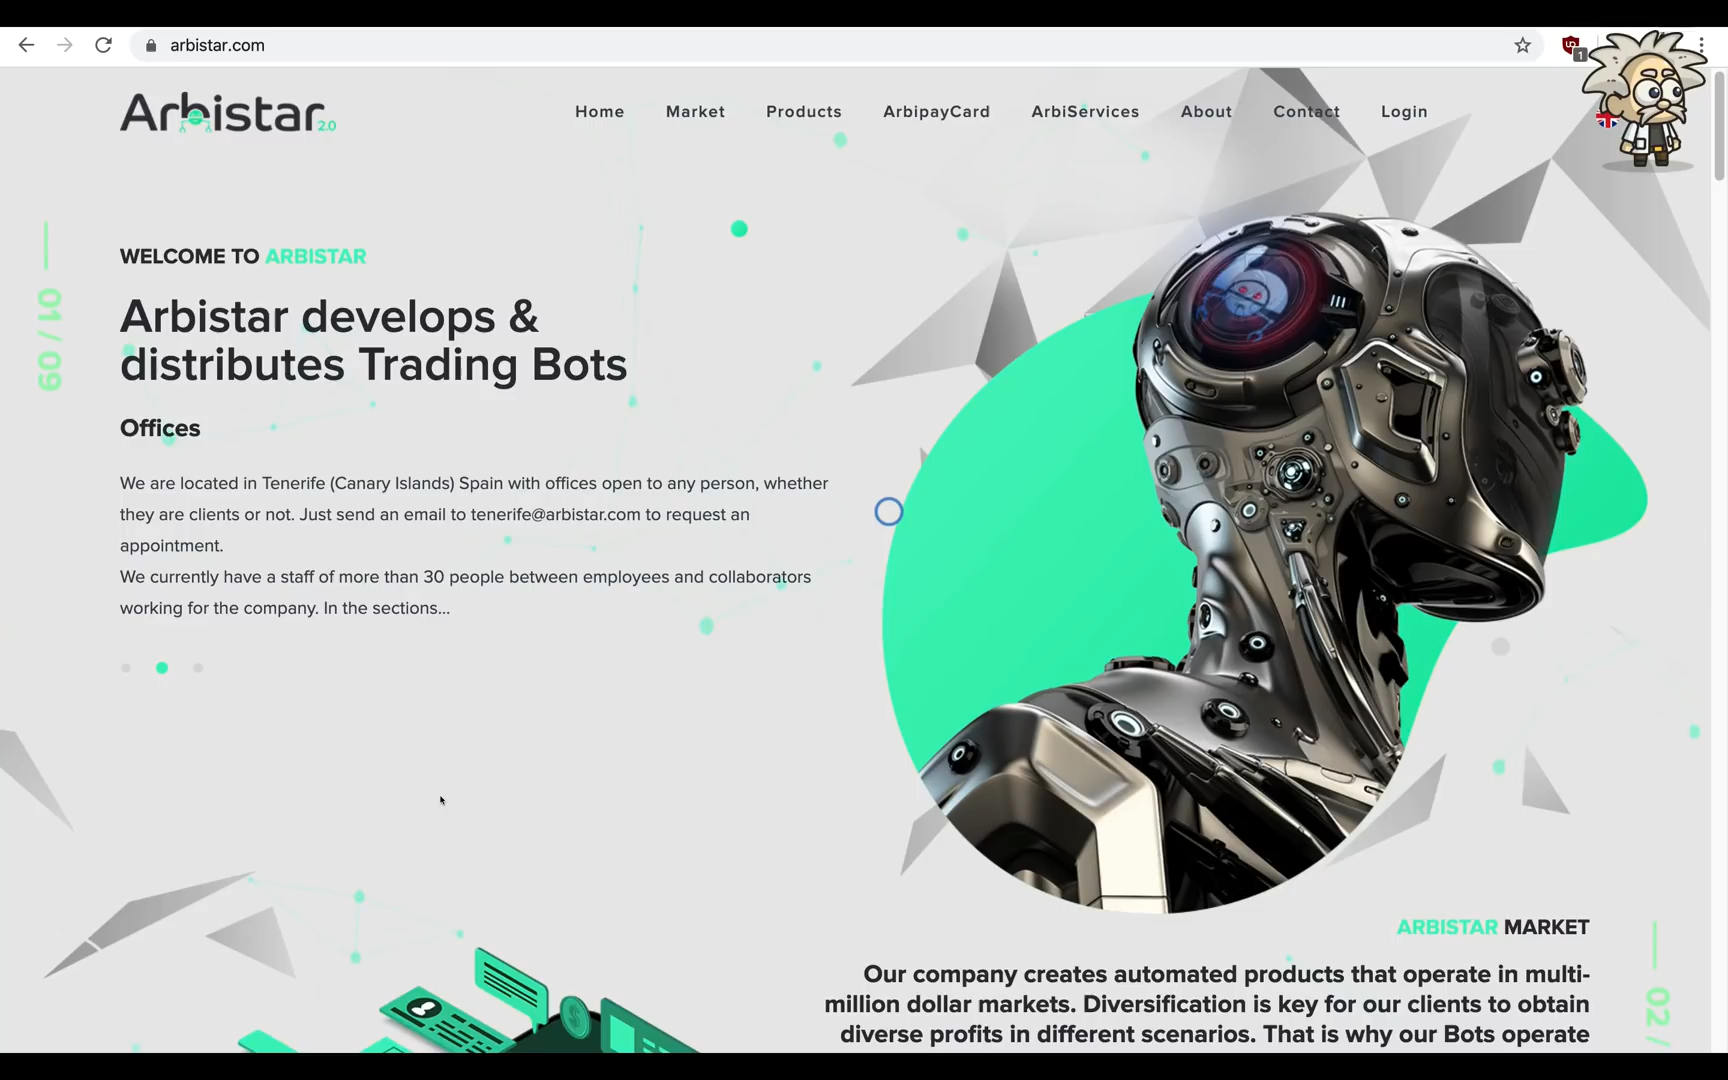 arbistar.com
1
Arbistar 2.0
Home Market Products ArbipayCard ArbiServices About Contact Login
01 / 09
WELCOME TO ARBISTAR
Arbistar develops &
distributes Trading Bots
Offices
We are located in Tenerife (Canary Islands) Spain with offices open to any person, whether
they are clients or not. Just send an email to tenerife@arbistar.com to request an
appointment.
We currently have a staff of more than 30 people between employees and collaborators
working for the company. In the sections...
ARBISTAR MARKET
Our company creates automated products that operate in multi-
million dollar markets. Diversification is key for our clients to obtain
diverse profits in different scenarios. That is why our Bots operate
02 /